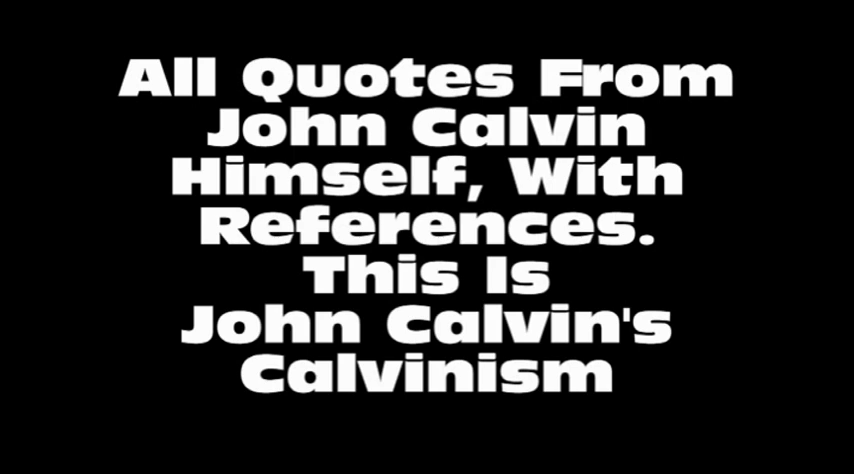 All Quotes From
John Calvin
Himself, With
References.
This Is
John Calvin's
Calvinism